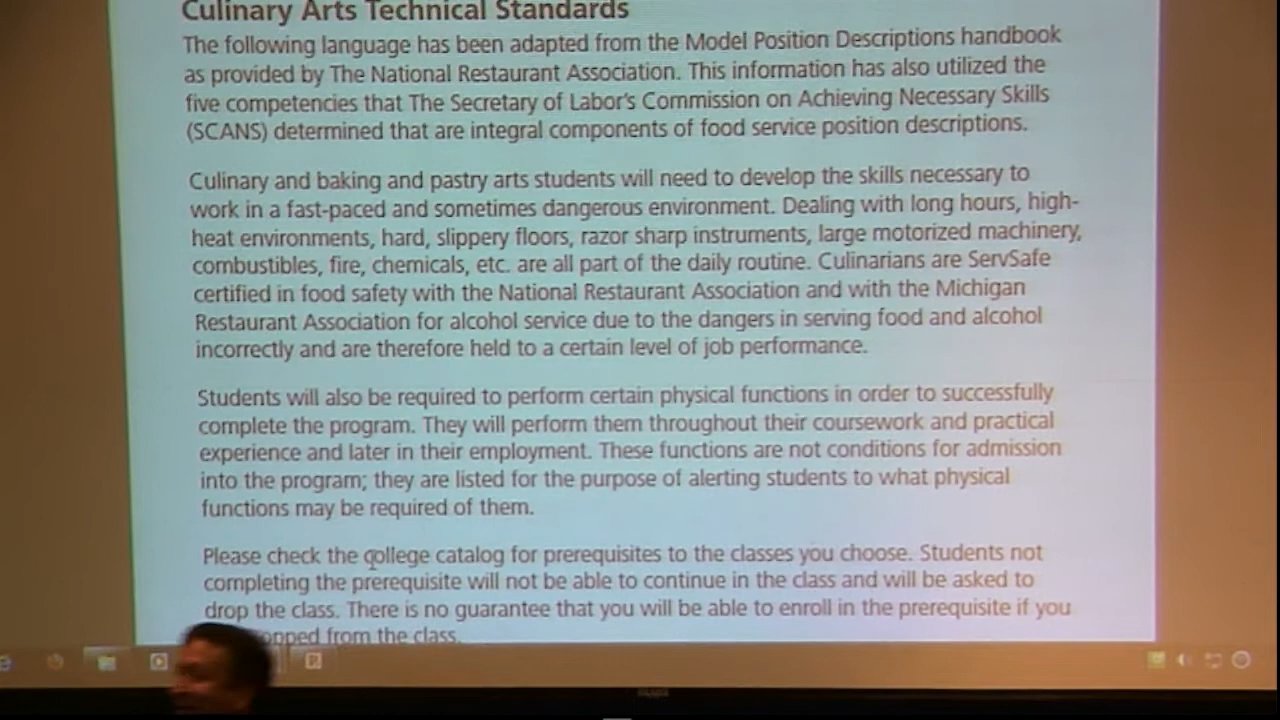 Culinary Arts Technical Standards
The following language has been adapted from the Model Position Descriptions handbook
as provided by The National Restaurant Association. This information has also utilized the
five competencies that The Secretary of Labor's Commission on Achieving Necessary Skills
(SCANS) determined that are integral components of food service position descriptions.
Culinary and baking and pastry arts students will need to develop the skills necessary to
work in a fast-paced and sometimes dangerous environment. Dealing with long hours, high-
heat environments, hard, slippery floors, razor sharp instruments, large motorized machinery,
combustibles, fire, chemicals, etc. are all part of the daily routine. Culinarians are ServSafe
certified in food safety with the National Restaurant Association and with the Michigan
Restaurant Association for alcohol service due to the dangers in serving food and alcohol
incorrectly and are therefore held to a certain level of job performance.
Students will also be required to perform certain physical functions in order to successfully
complete the program. They will perform them throughout their coursework and practical
experience and later in their employment. These functions are not conditions for admission
into the program; they are listed for the purpose of alerting students to what physical
functions may be required of them.
Please check the college catalog for prerequisites to the classes you choose. Students not
completing the prerequisite will not be able to continue in the class and will be asked to
drop the class. There is no guarantee that you will be able to enroll in the prerequisite if you
from the class.